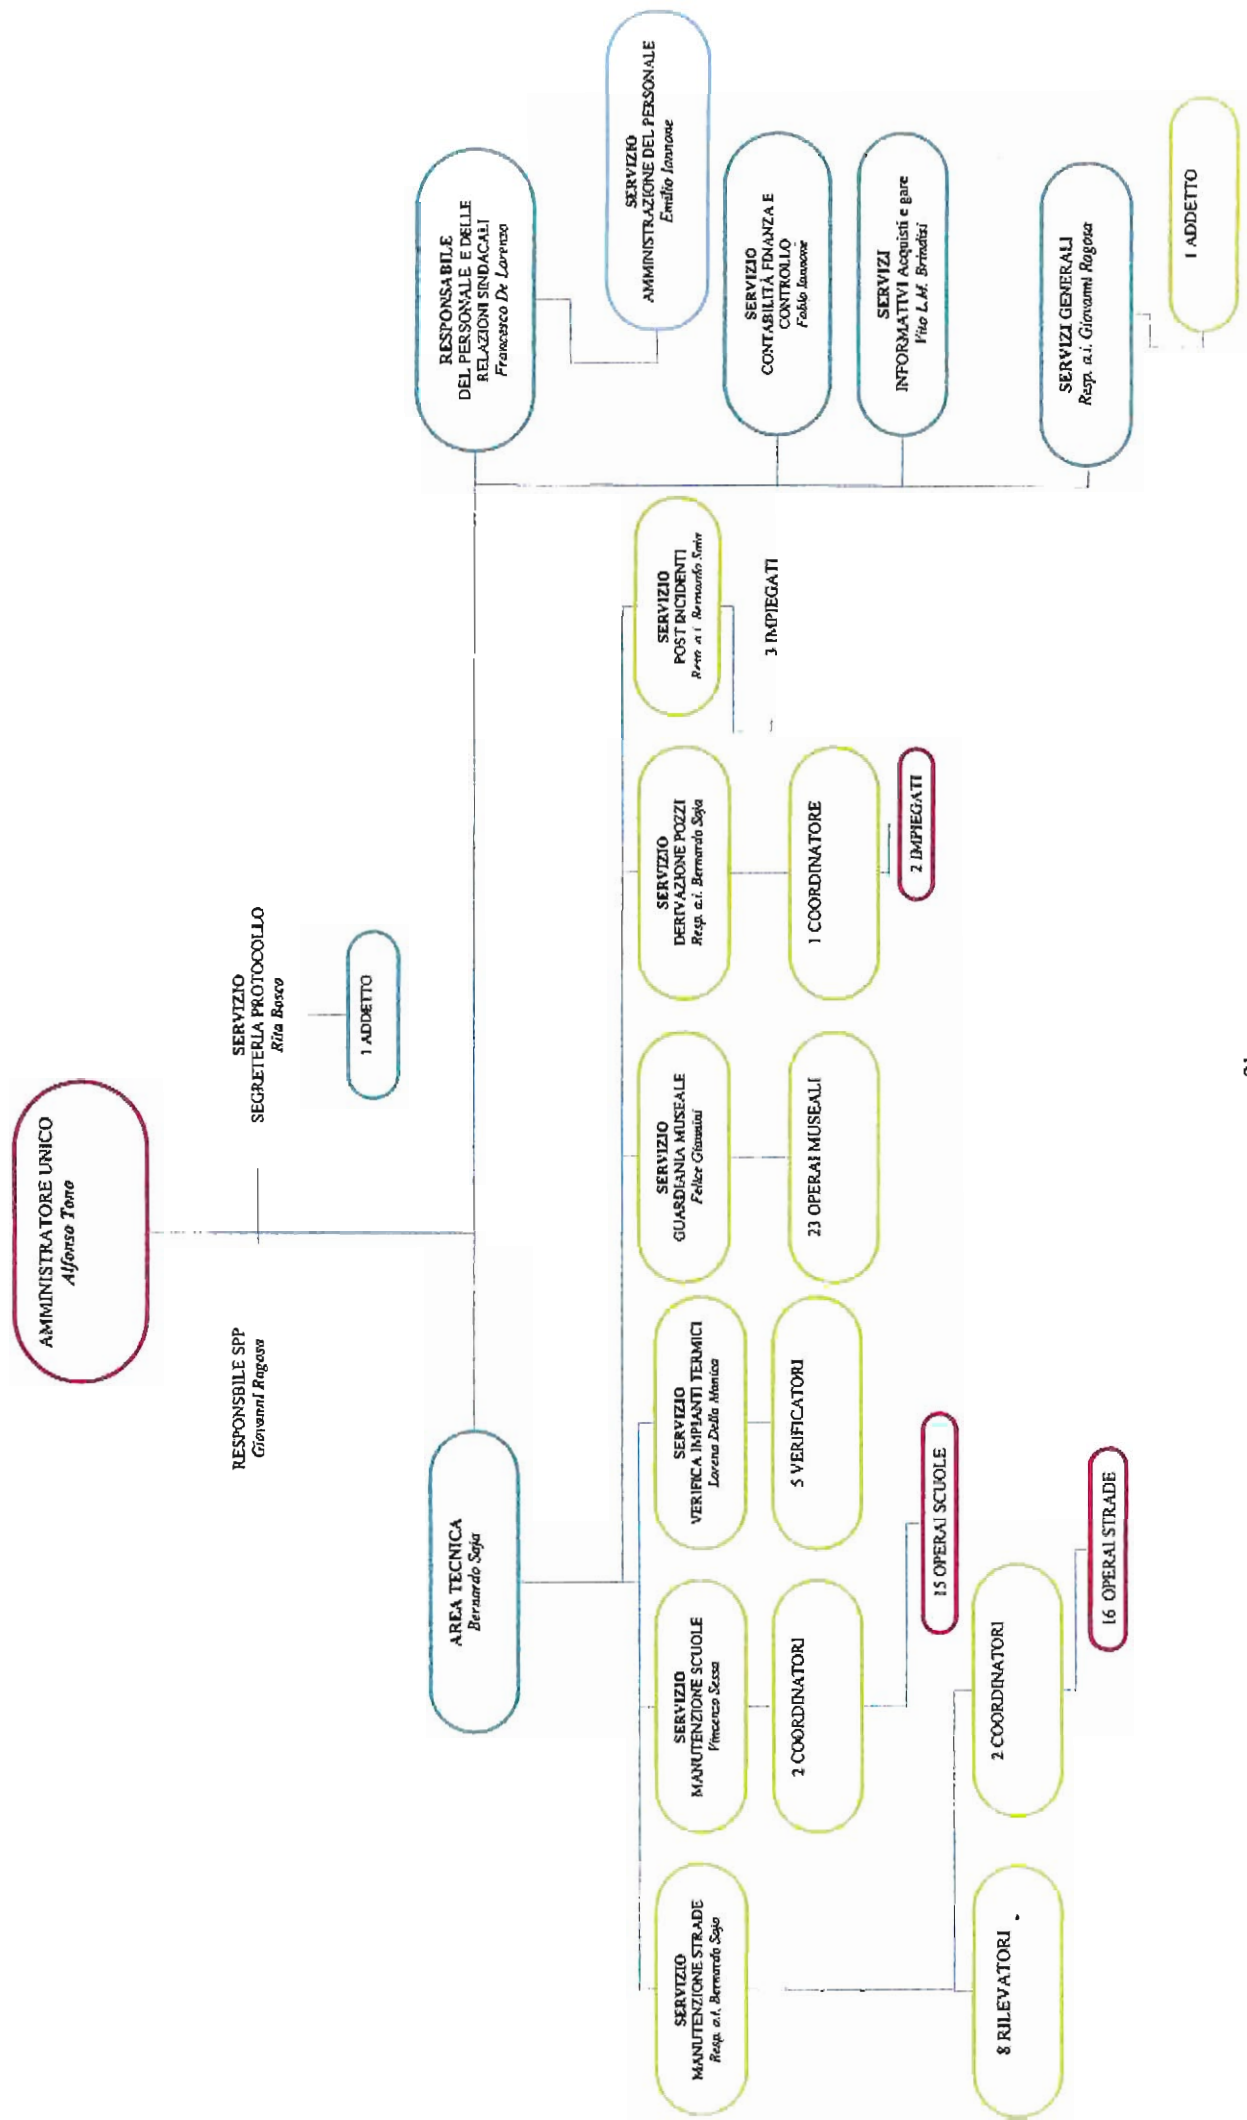 AMMINISTRATORE UNICO
Alfonso Tono
RESPONSBILE SPP
Giovanni Ragosa
SERVIZIO
SEGRETERIA PROTOCOLLO
Rita Bosco
1 ADDETTO
AREA TECNICA
Bernardo Saja
RESPONSABILE
DEL PERSONALE E DELLE
RELAZIONI SINDACALI
Francesco De Lorenzo
SERVIZIO
AMMINISTRAZIONE DEL PERSONALE
Emilio Iannone
SERVIZIO
CONTABILITÀ FINANZA E
CONTROLLO
Fabio Iannone
SERVIZI
INFORMATIVI Acquisti e gare
Vito L.M. Brindisi
SERVIZI GENERALI
Resp. a.i. Giovanni Ragosa
1 ADDETTO
SERVIZIO
MANUTENZIONE STRADE
Resp. a.i. Bernardo Saja
SERVIZIO
MANUTENZIONE SCUOLE
Vincenzo Sessa
SERVIZIO
VERIFICA IMPIANTI TERMICI
Lorena Della Monica
SERVIZIO
GUARDIANIA MUSEALE
Felice Giannini
SERVIZIO
DERIVAZIONE POZZI
Resp. a.i. Bernardo Saja
SERVIZIO
POST INCIDENTI
Resp. a.i. Bernardo Saja
2 COORDINATORI
5 VERIFICATORI
23 OPERAI MUSEALI
1 COORDINATORE
3 IMPIEGATI
15 OPERAI SCUOLE
2 IMPIEGATI
8 RILEVATORI
2 COORDINATORI
16 OPERAI STRADE